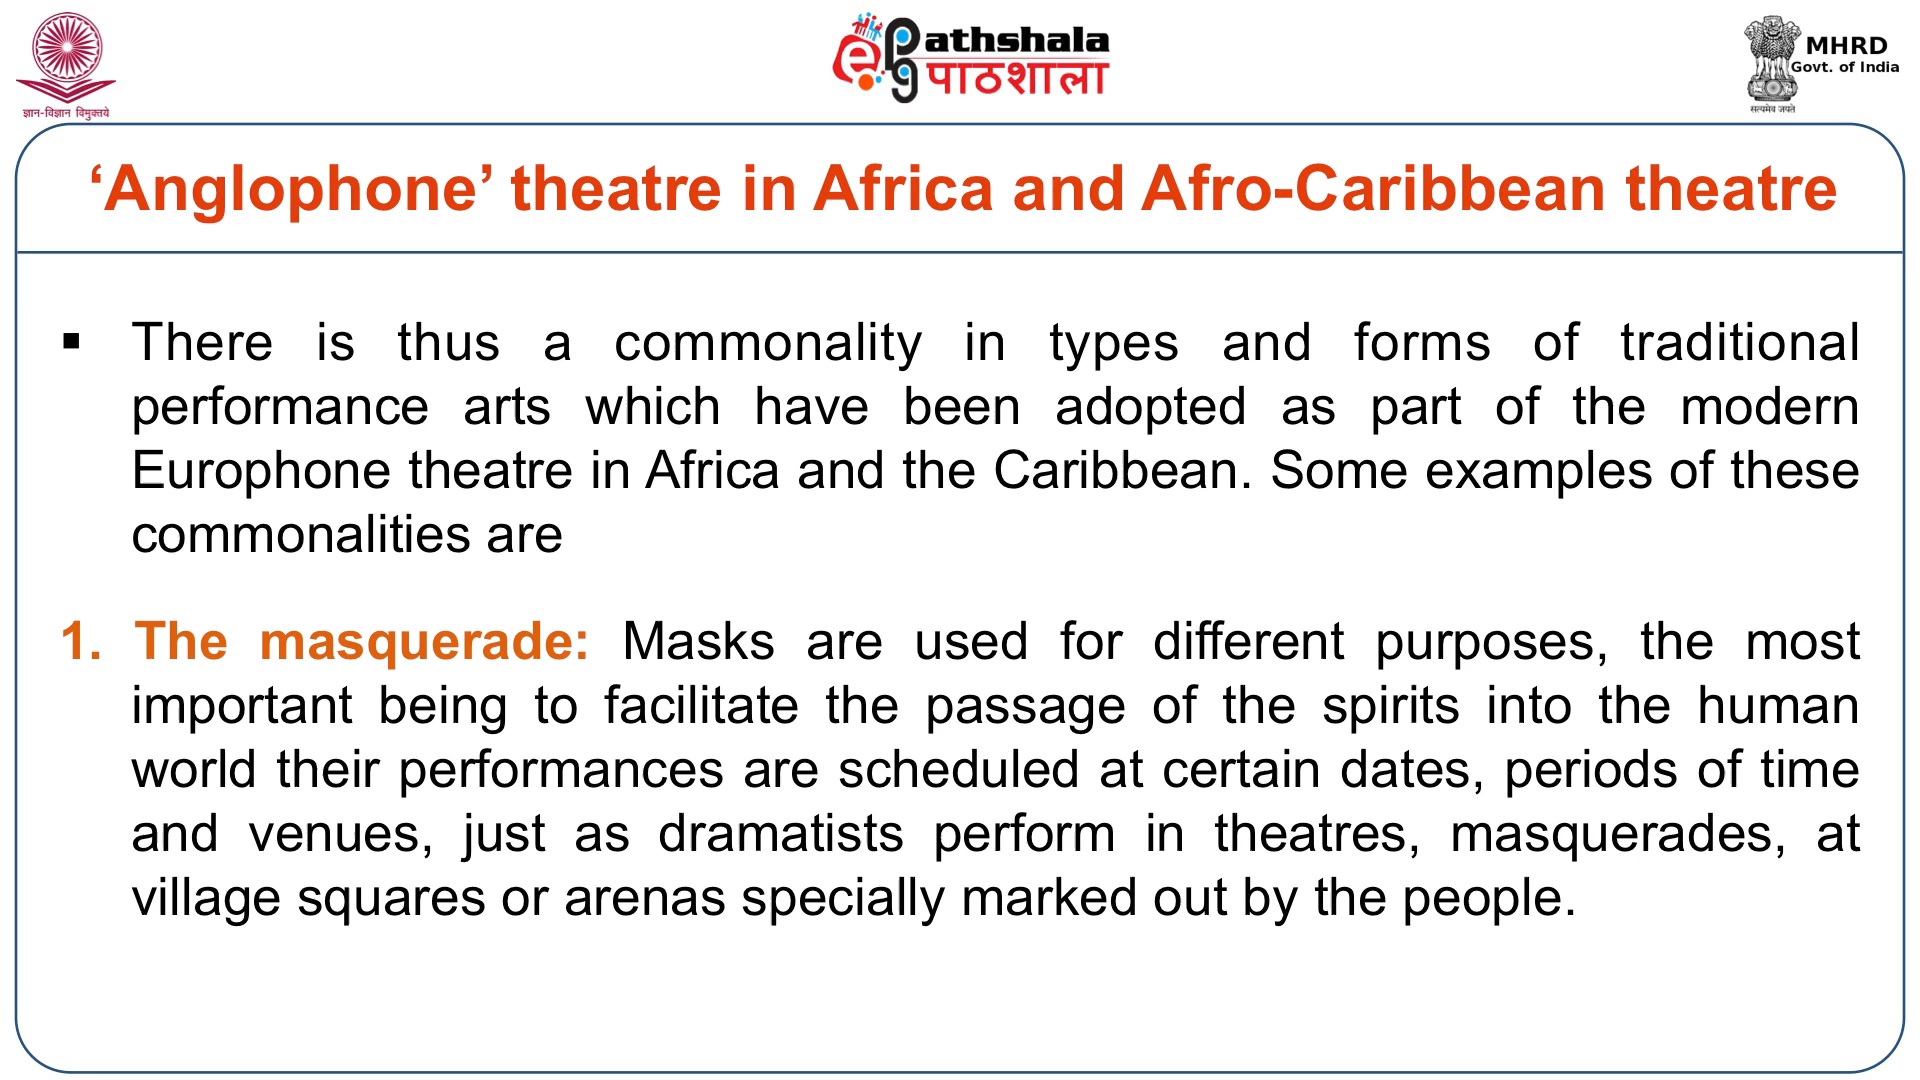 ज्ञान-विज्ञान विमुक्तये
e
pg
athshala
पाठशाला
MHRD
Govt. of India
सत्यमेव जयते
‘Anglophone’ theatre in Africa and Afro-Caribbean theatre
▪ There is thus a commonality in types and forms of traditional
performance arts which have been adopted as part of the modern
Europhone theatre in Africa and the Caribbean. Some examples of these
commonalities are
1. The masquerade: Masks are used for different purposes, the most
important being to facilitate the passage of the spirits into the human
world their performances are scheduled at certain dates, periods of time
and venues, just as dramatists perform in theatres, masquerades, at
village squares or arenas specially marked out by the people.